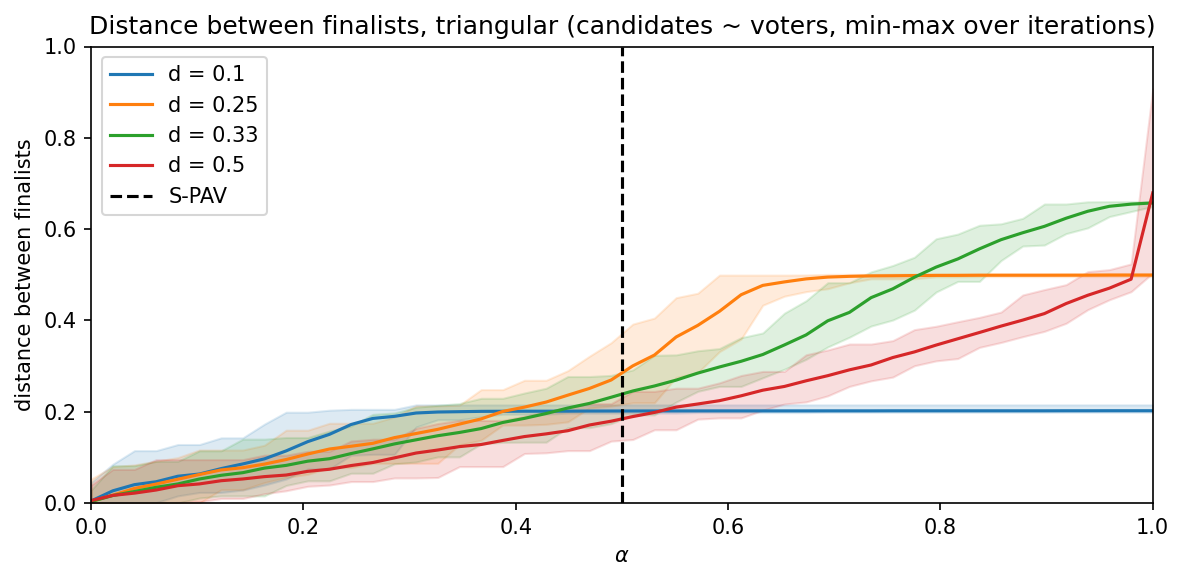 Distance between finalists, triangular (candidates ~ voters, min-max over iterations)
distance between finalists
1.0
0.8
0.6
0.4
0.2
0.0
d = 0.1
d = 0.25
d = 0.33
d = 0.5
S-PAV
0.0 0.2 0.4 0.6 0.8 1.0
α